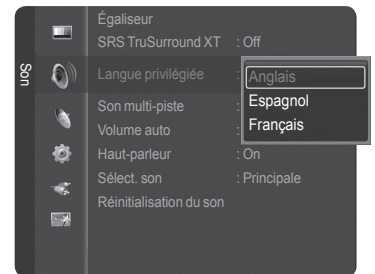 Son
Égaliseur
SRS TruSurround XT : Off
Langue privilégiée : Anglais
Espagnol
Français
Son multi-piste :
Volume auto :
Haut-parleur : On
Sélect. son : Principale
Réinitialisation du son